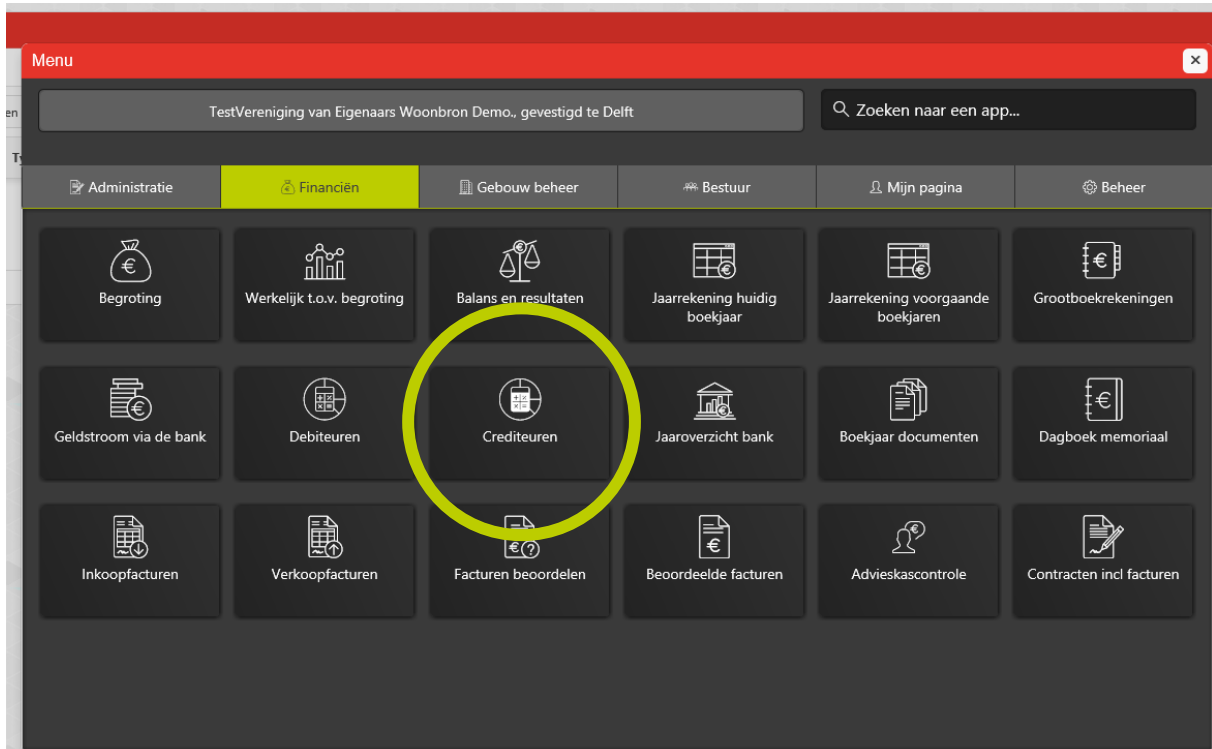 Menu
TestVereniging van Eigenaars Woonbron Demo., gevestigd te Delft
Zoeken naar een app...
en
Administratie
Financiën
Gebouw beheer
Bestuur
Mijn pagina
Beheer
Begroting
Werkelijk t.o.v. begroting
Balans en resultaten
Jaarrekening huidig
boekjaar
Jaarrekening voorgaande
boekjaren
Grootboekrekeningen
Geldstroom via de bank
Debiteuren
Crediteuren
Jaaroverzicht bank
Boekjaar documenten
Dagboek memoriaal
Inkoopfacturen
Verkoopfacturen
Facturen beoordelen
Beoordeelde facturen
Advieskascontrole
Contracten incl facturen